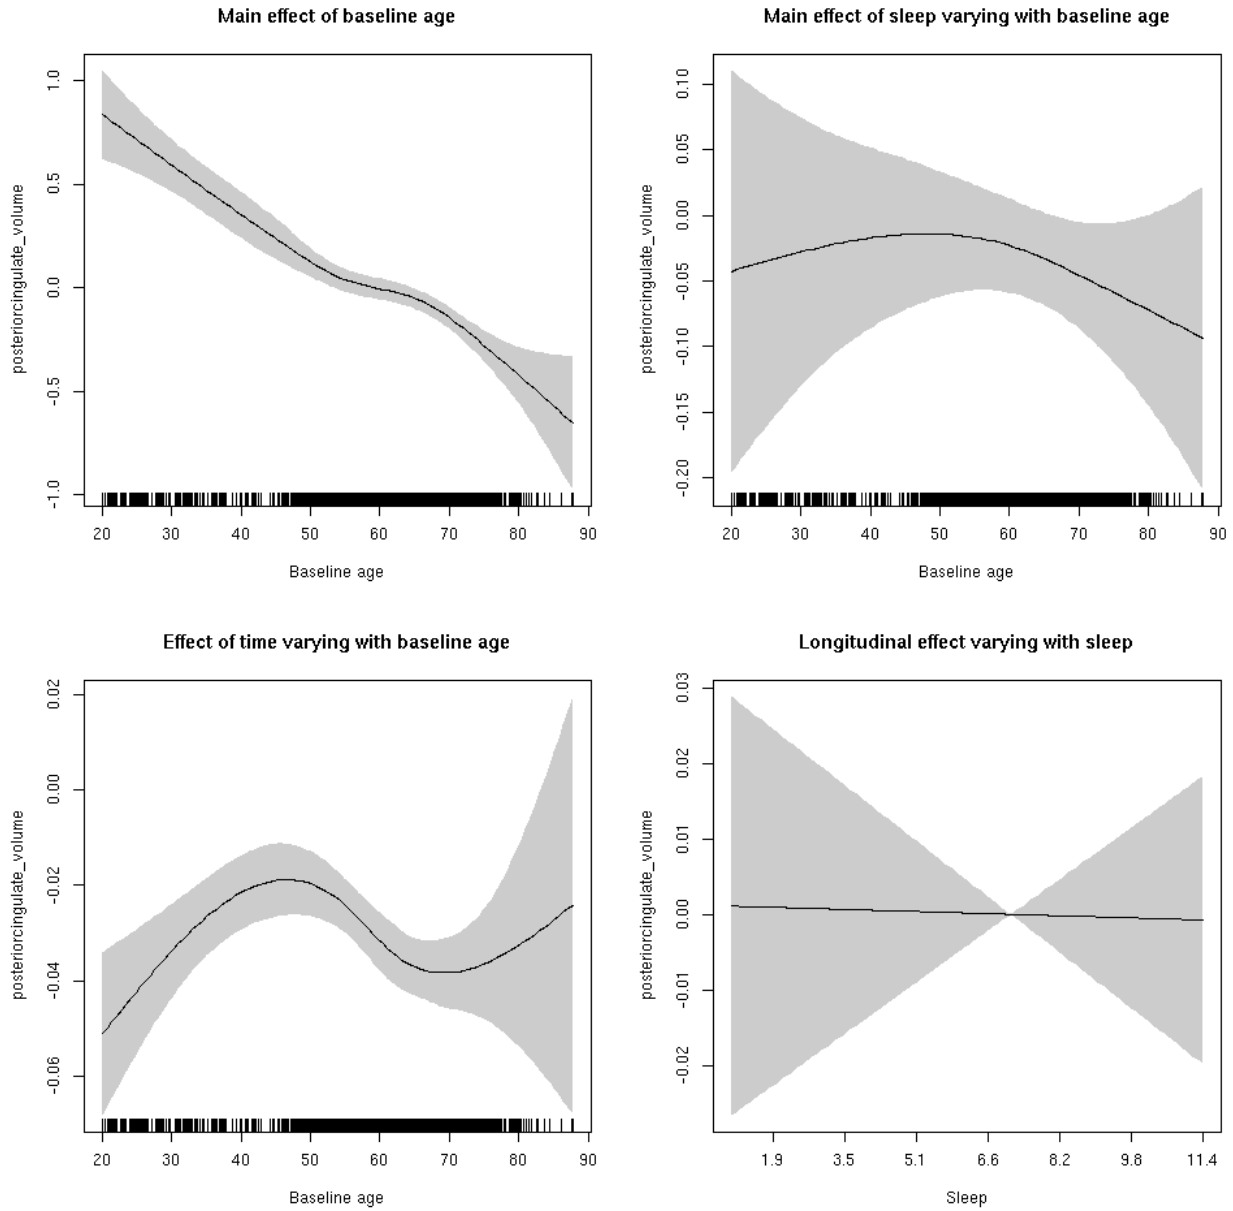 Main effect of baseline age
posteriorcingulate_volume
1.0
0.5
0.0
-0.5
-1.0
20 30 40 50 60 70 80 90
Baseline age
Main effect of sleep varying with baseline age
posteriorcingulate_volume
0.10
0.05
0.00
-0.05
-0.10
-0.15
-0.20
20 30 40 50 60 70 80 90
Baseline age
Effect of time varying with baseline age
posteriorcingulate_volume
0.02
0.00
-0.02
-0.04
-0.06
20 30 40 50 60 70 80 90
Baseline age
Longitudinal effect varying with sleep
posteriorcingulate_volume
0.03
0.02
0.01
0.00
-0.01
-0.02
1.9 3.5 5.1 6.6 8.2 9.8 11.4
Sleep